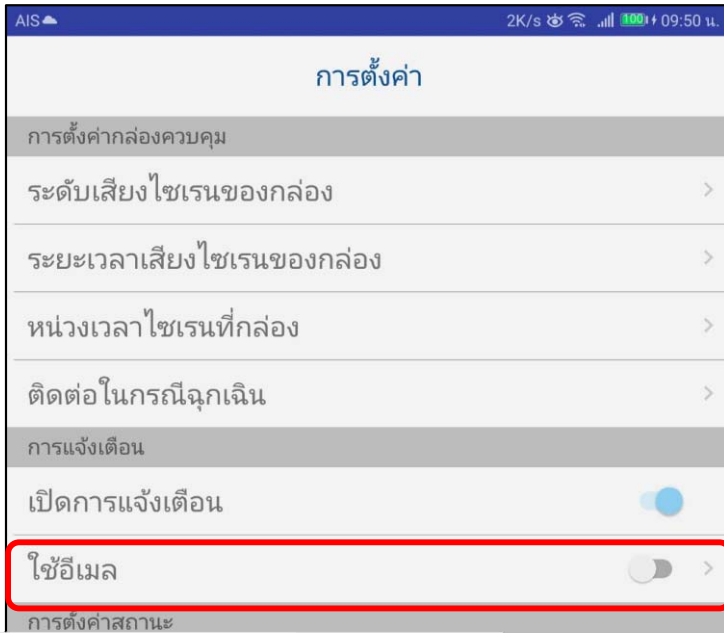 AIS 2K/s 100 09:50 น.
การตั้งค่า
การตั้งค่ากล่องควบคุม
ระดับเสียงไซเรนของกล่อง
ระยะเวลาเสียงไซเรนของกล่อง
หน่วงเวลาไซเรนที่กล่อง
ติดต่อในกรณีฉุกเฉิน
การแจ้งเตือน
เปิดการแจ้งเตือน
ใช้อีเมล
การตั้งค่าสถานะ